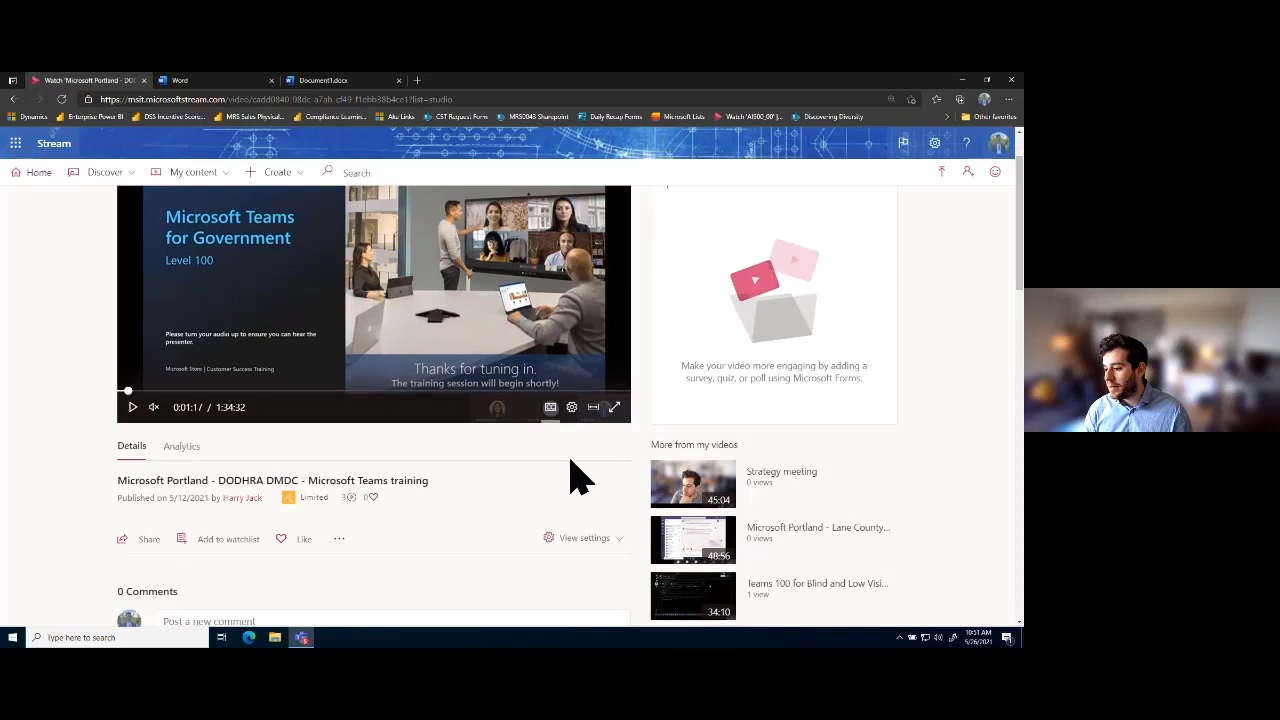 Watch 'Microsoft Portland - DO
Word
Document1.docx
https://msit.microsoftstream.com/video/cadd0840-98dc-a7ab-cf49-f1ebb38b4ce1?list=studio
Dynamics
Enterprise Power BI
DSS Incentive Score...
MRS Sales Physical...
Compliance Learnin...
Aka Links
CST Request Form
MRS0043 Sharepoint
Daily Recap Forms
Microsoft Lists
Watch 'AI900_00' |...
Discovering Diversity
Other favorites
Stream
Home
Discover
My content
Create
Search
Microsoft Teams
for Government
Level 100
Please turn your audio up to ensure you can hear the
presenter.
Microsoft Store | Customer Success Training
Thanks for tuning in.
The training session will begin shortly!
Make your video more engaging by adding a
survey, quiz, or poll using Microsoft Forms.
0:01:17 / 1:34:32
Details
Analytics
Microsoft Portland - DODHRA DMDC - Microsoft Teams training
Published on 5/12/2021 by Harry Jack
Limited
3
0
Share
Add to watchlist
Like
View settings
0 Comments
Post a new comment
More from my videos
45:04
Strategy meeting
0 views
48:56
Microsoft Portland - Lane County...
0 views
34:10
Teams 100 for Blind and Low Visi...
1 view
Type here to search
10:51 AM
5/26/2021